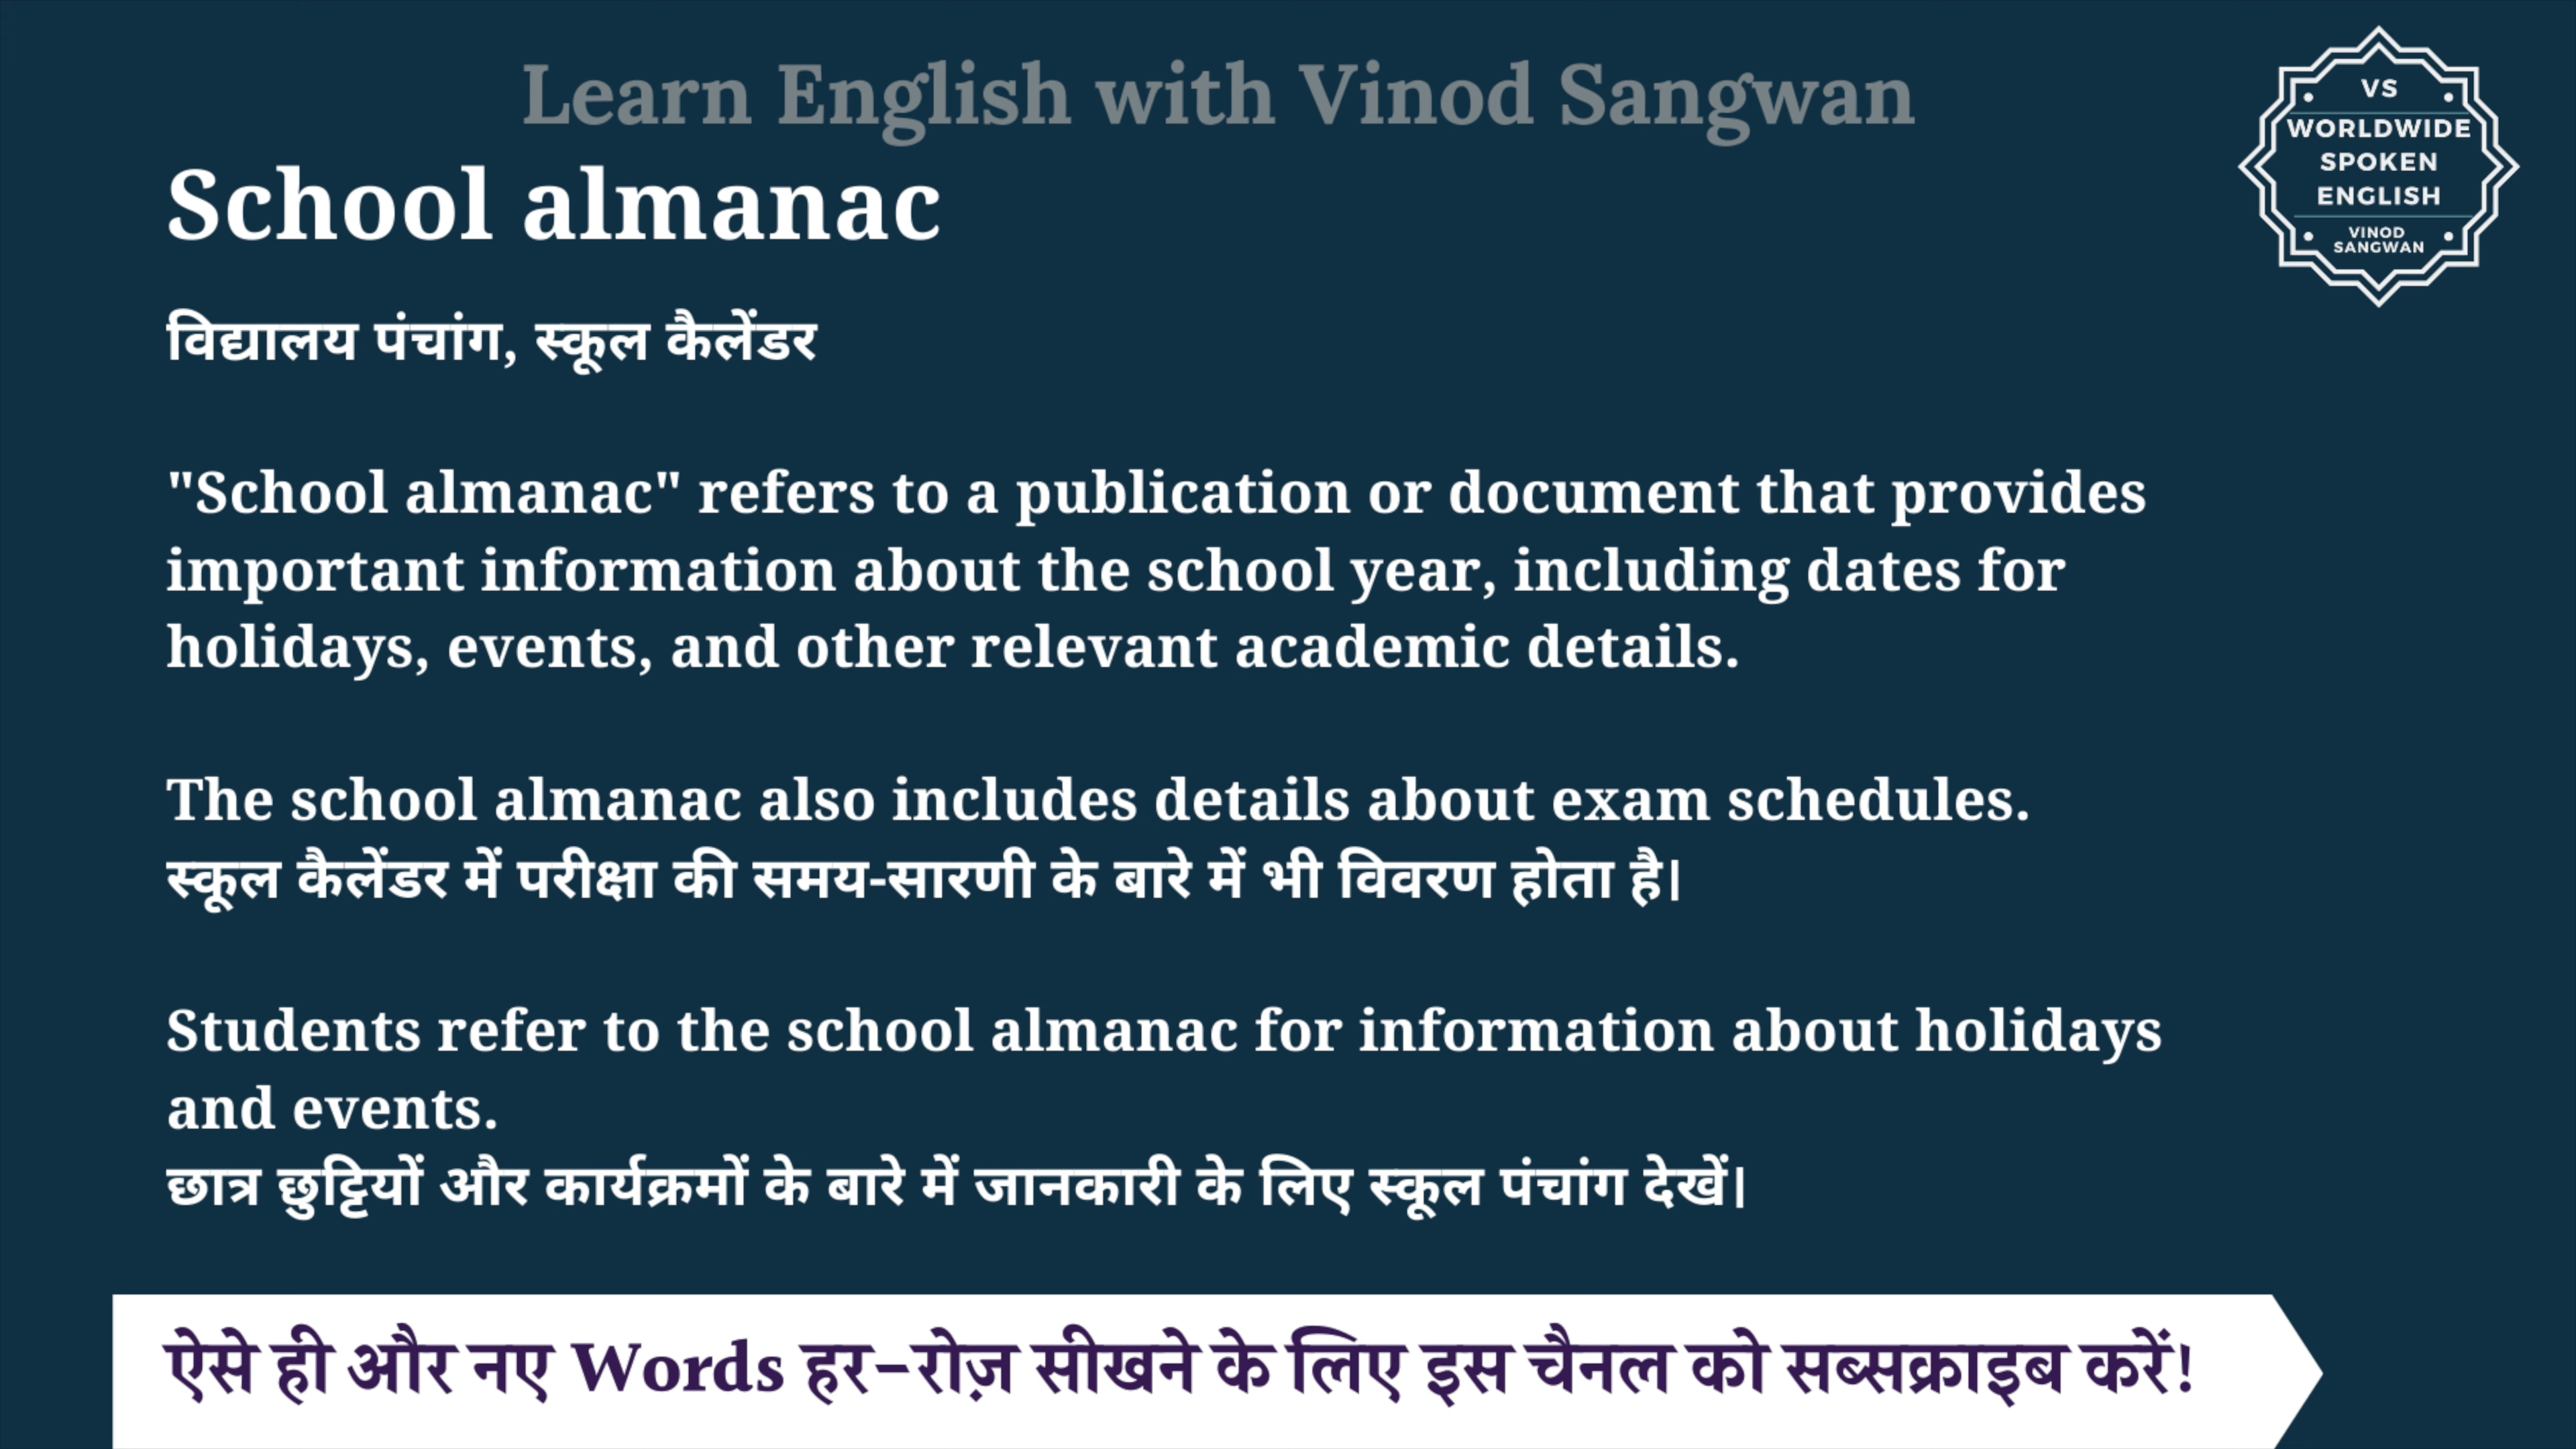 Learn English with Vinod Sangwan
VS
WORLDWIDE
SPOKEN
ENGLISH
VINOD
SANGWAN
School almanac
विद्यालय पंचांग, स्कूल कैलेंडर
"School almanac" refers to a publication or document that provides
important information about the school year, including dates for
holidays, events, and other relevant academic details.
The school almanac also includes details about exam schedules.
स्कूल कैलेंडर में परीक्षा की समय-सारणी के बारे में भी विवरण होता है।
Students refer to the school almanac for information about holidays
and events.
छात्र छुट्टियों और कार्यक्रमों के बारे में जानकारी के लिए स्कूल पंचांग देखें।
ऐसे ही और नए Words हर-रोज़ सीखने के लिए इस चैनल को सब्सक्राइब करें!